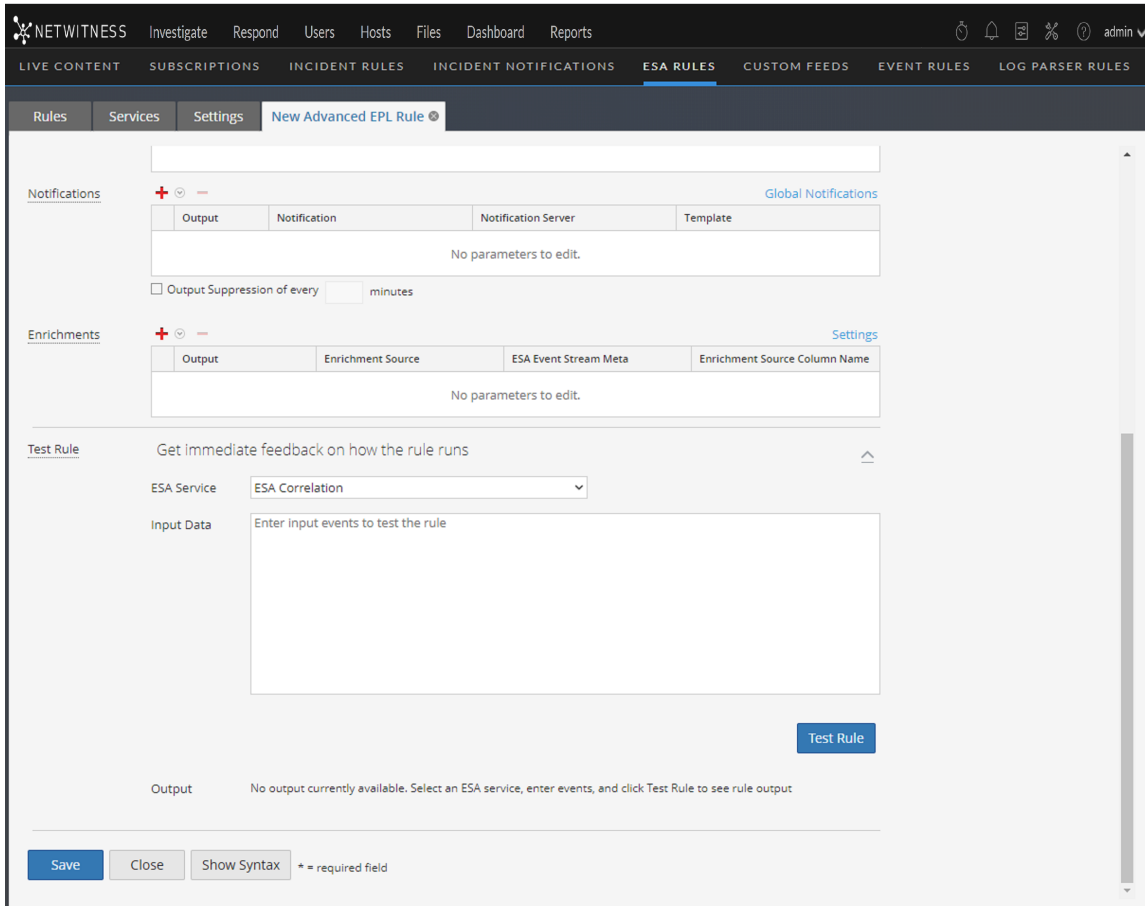 NETWITNESS Investigate Respond Users Hosts Files Dashboard Reports admin
LIVE CONTENT SUBSCRIPTIONS INCIDENT RULES INCIDENT NOTIFICATIONS ESA RULES CUSTOM FEEDS EVENT RULES LOG PARSER RULES
Rules Services Settings New Advanced EPL Rule
Notifications Global Notifications
Output Notification Notification Server Template
No parameters to edit.
Output Suppression of every minutes
Enrichments Settings
Output Enrichment Source ESA Event Stream Meta Enrichment Source Column Name
No parameters to edit.
Test Rule Get immediate feedback on how the rule runs
ESA Service ESA Correlation
Input Data Enter input events to test the rule
Test Rule
Output No output currently available. Select an ESA service, enter events, and click Test Rule to see rule output
Save Close Show Syntax * = required field